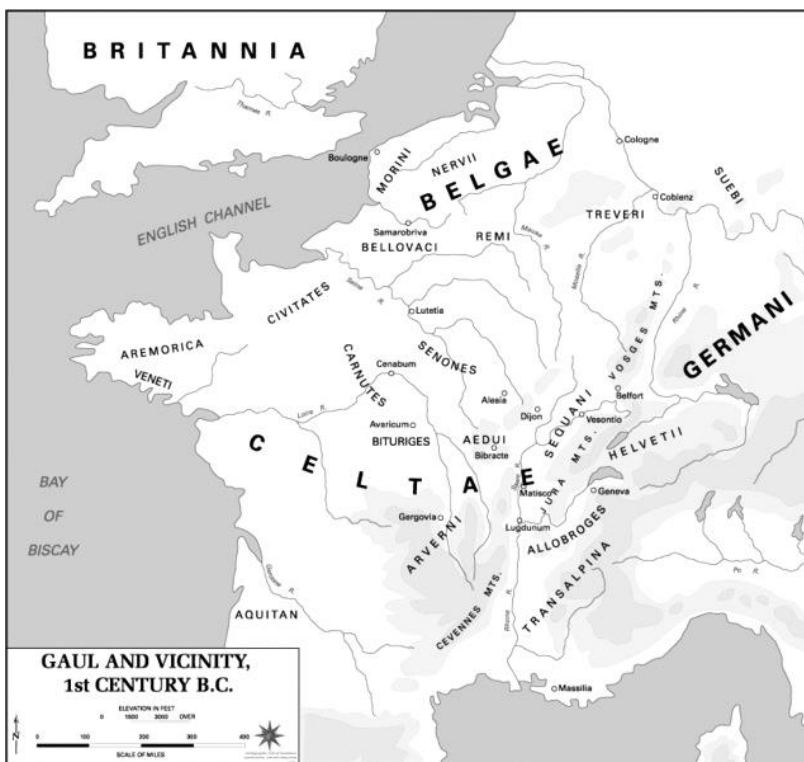 BRITANNIA
Thames R.
Cologne
Boulogne
MORINI
NERVII
BELGAE
SUEBI
Coblenz
TREVERI
ENGLISH CHANNEL
Samarobriva
BELLOVACI
REMI
Meuse R.
Moselle R.
VOSGES MTS.
Rhine R.
GERMANI
CIVITATES
Seine R.
Lutetia
AREMORICA
VENETI
SENONES
CARNUTES
Cenabum
Alesia
Dijon
Belfort
SEQUANI
Vesontio
Loire R.
Avaricum
BITURIGES
AEDUI
Bibracte
HELVETII
JURA MTS.
CELTAE
Saone R.
Matisco
Geneva
BAY
OF
BISCAY
Gergovia
ARVERNI
Lugdunum
ALLOBROGES
TRANSALPINA
Po R.
Garonne R.
CEVENNES MTS.
Rhone R.
AQUITAN
Massilia
GAUL AND VICINITY,
1st CENTURY B.C.
ELEVATION IN FEET
0 1500 3000 OVER
N
0 100 200 300 400
SCALE OF MILES